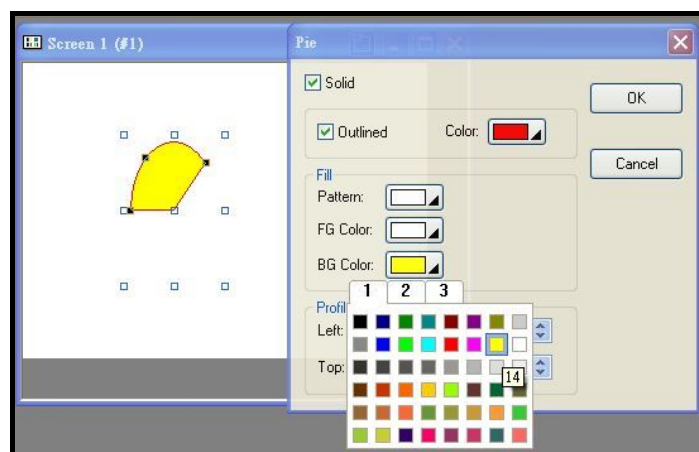 Screen 1 (#1)
Pie
Solid
OK
Outlined
Color:
Cancel
Fill
Pattern:
FG Color:
BG Color:
1 2 3
Left:
Top:
14